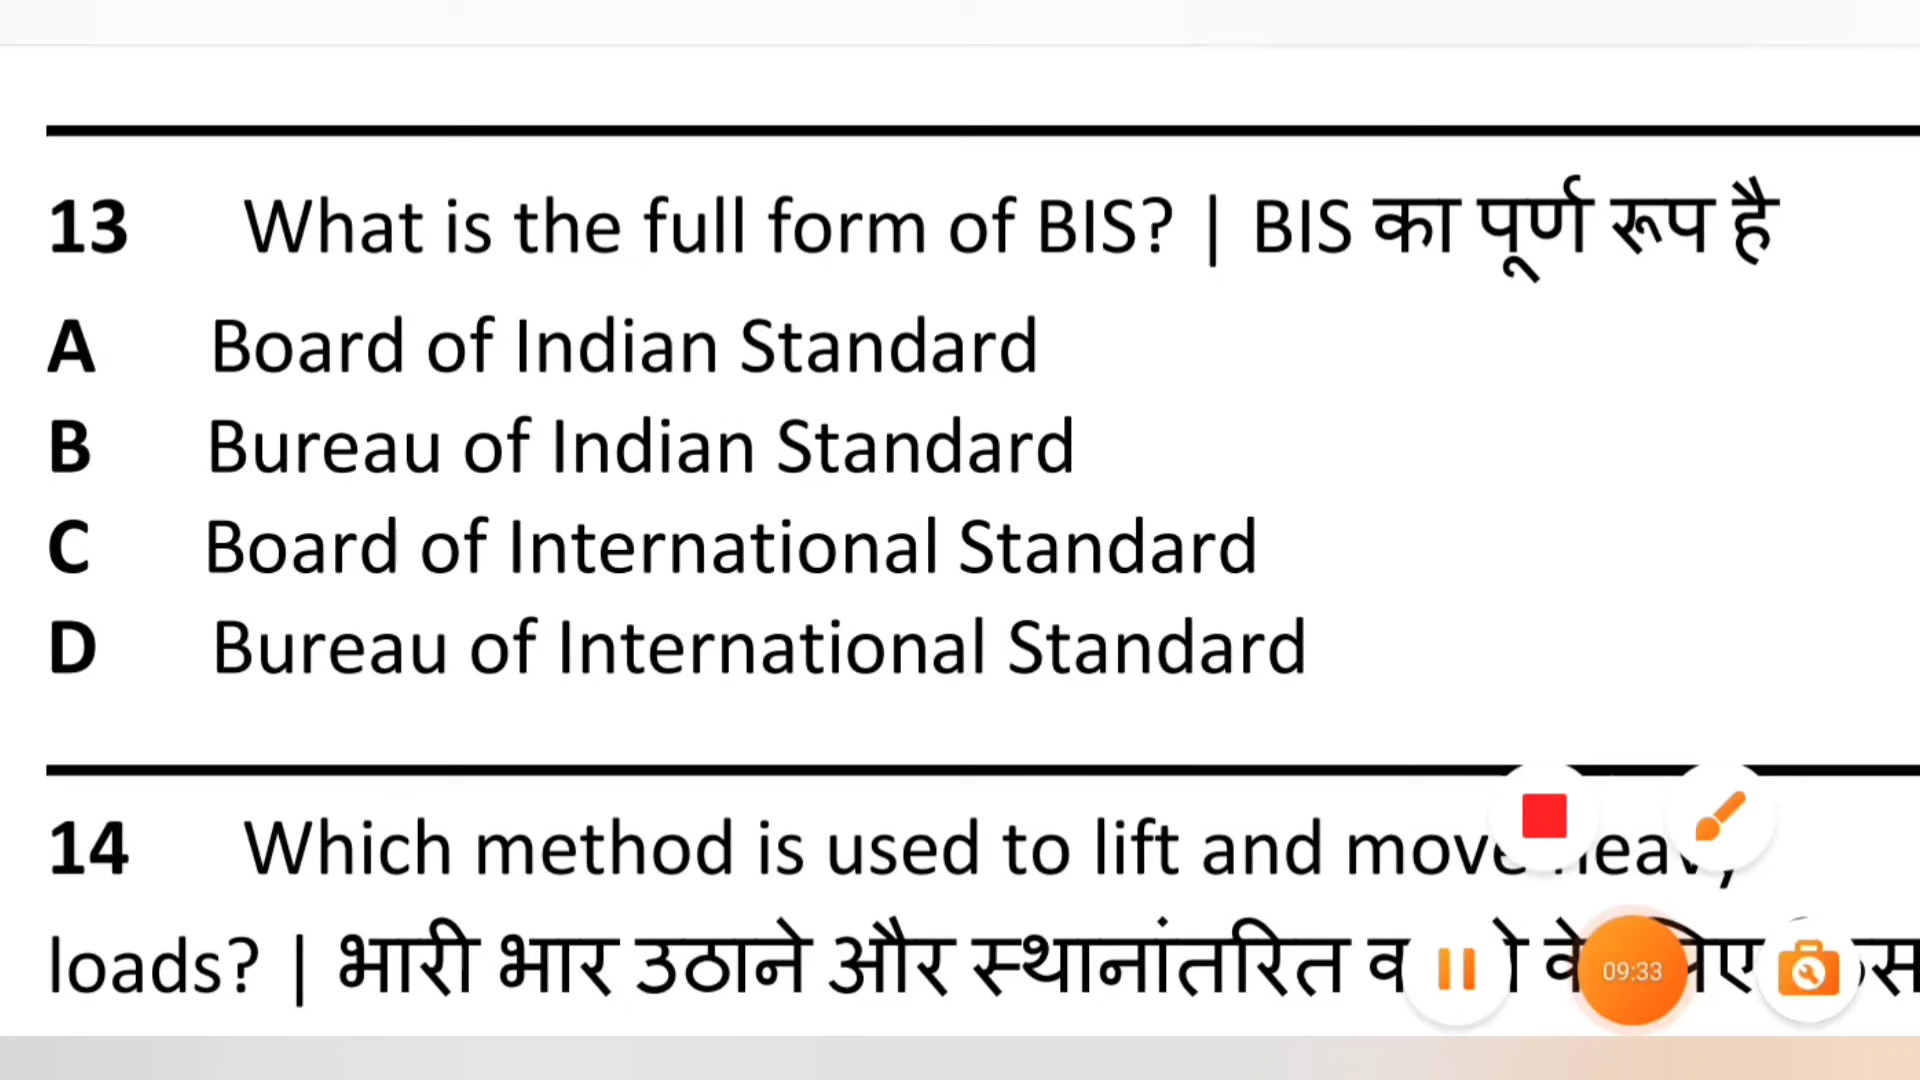 13 What is the full form of BIS? | BIS का पूर्ण रूप है
A Board of Indian Standard
B Bureau of Indian Standard
C Board of International Standard
D Bureau of International Standard
14 Which method is used to lift and move
loads? | भारी भार उठाने और स्थानांतरित
09:33